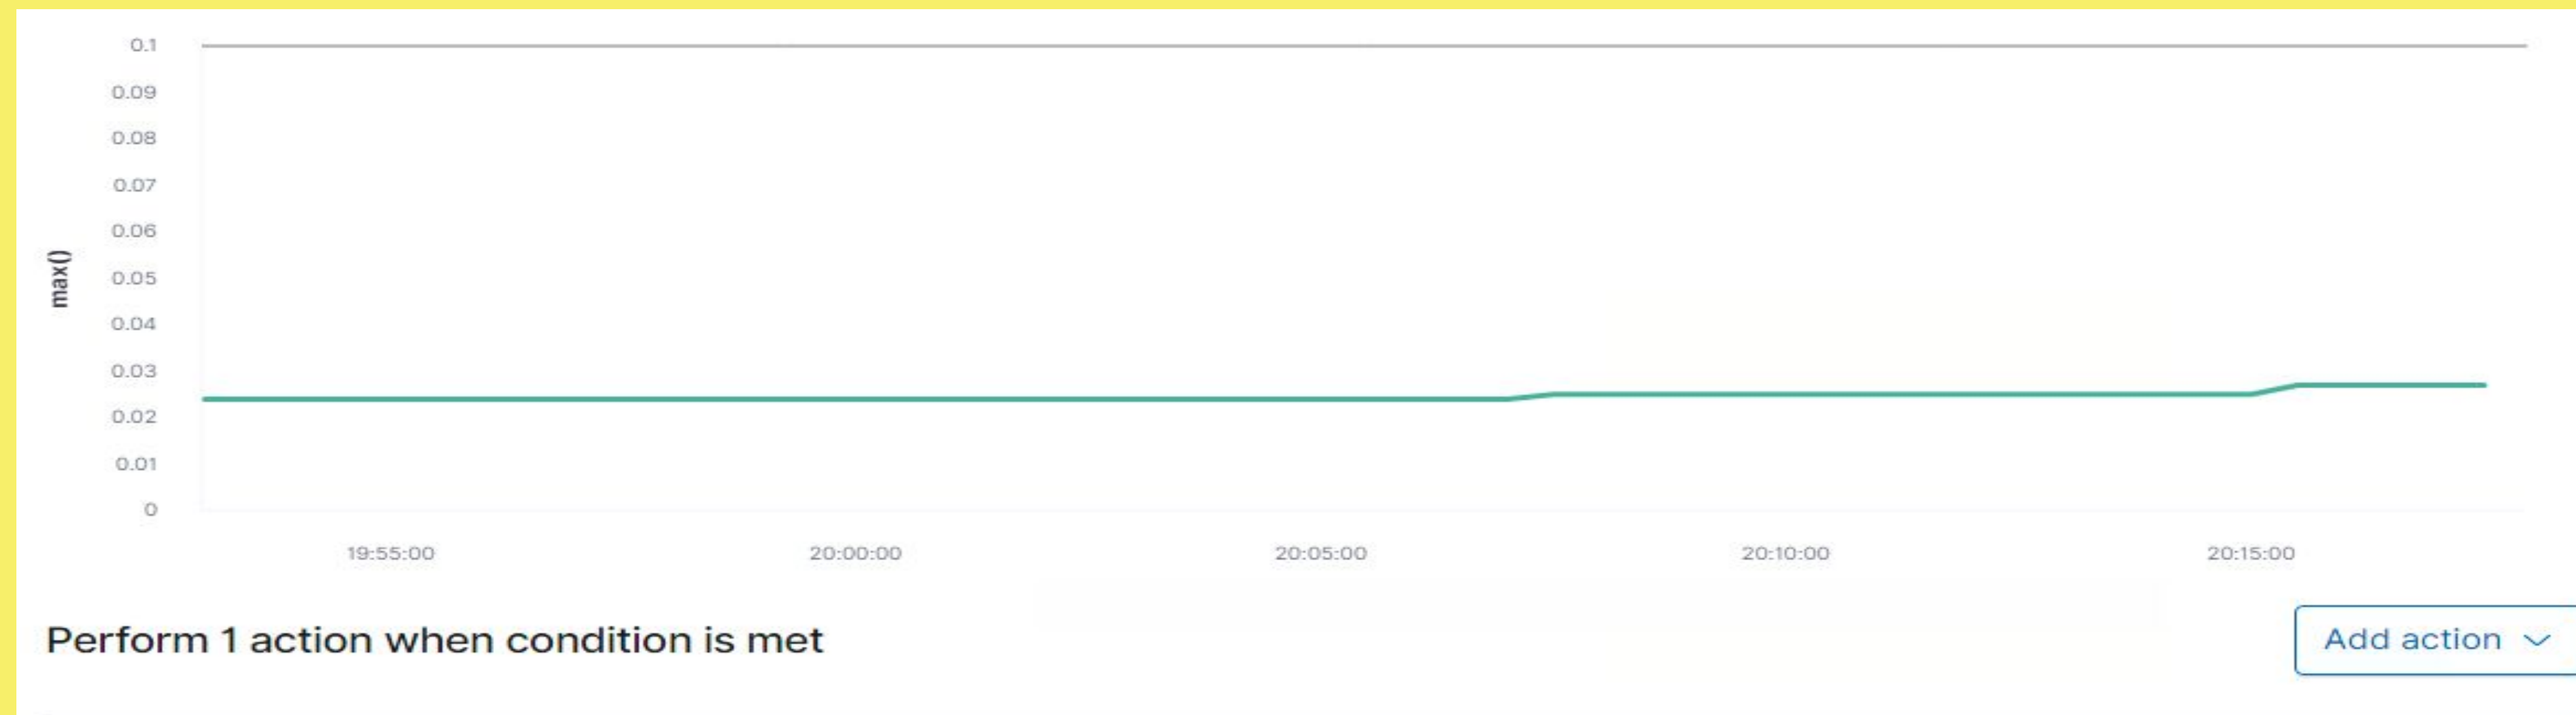 0.1
0.09
0.08
0.07
0.06
0.05
0.04
0.03
0.02
0.01
0
max()
19:55:00 20:00:00 20:05:00 20:10:00 20:15:00
Perform 1 action when condition is met
Add action